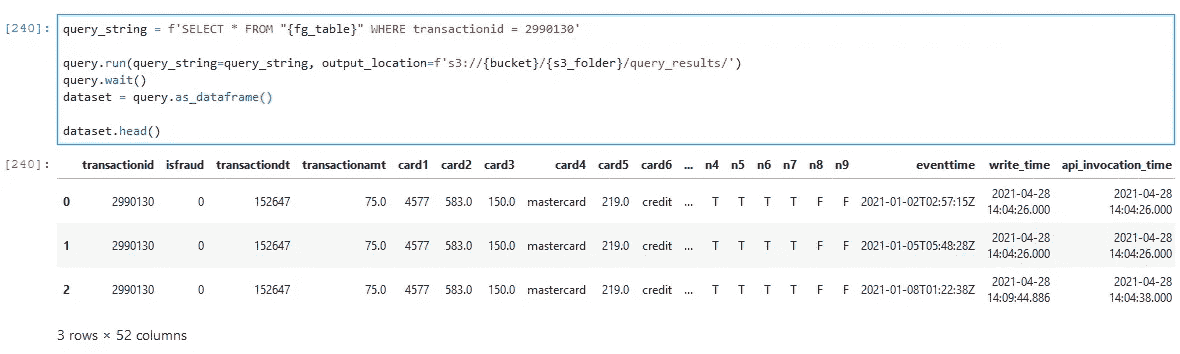 [240]: query_string = f'SELECT * FROM "{fg_table}" WHERE transactionid = 2990130'
query.run(query_string=query_string, output_location=f's3://{bucket}/{s3_folder}/query_results/')
query.wait()
dataset = query.as_dataframe()
dataset.head()
[240]: transactionid isfraud transactiondt transactionamt card1 card2 card3 card4 card5 card6 ... n4 n5 n6 n7 n8 n9 eventtime write_time api_invocation_time
0 2990130 0 152647 75.0 4577 583.0 150.0 mastercard 219.0 credit ... T T T T F F 2021-01-02T02:57:15Z 2021-04-28 14:04:26.000 2021-04-28 14:04:26.000
1 2990130 0 152647 75.0 4577 583.0 150.0 mastercard 219.0 credit ... T T T T F F 2021-01-05T05:48:28Z 2021-04-28 14:04:26.000 2021-04-28 14:04:26.000
2 2990130 0 152647 75.0 4577 583.0 150.0 mastercard 219.0 credit ... T T T T F F 2021-01-08T01:22:38Z 2021-04-28 14:09:44.886 2021-04-28 14:04:38.000
3 rows × 52 columns